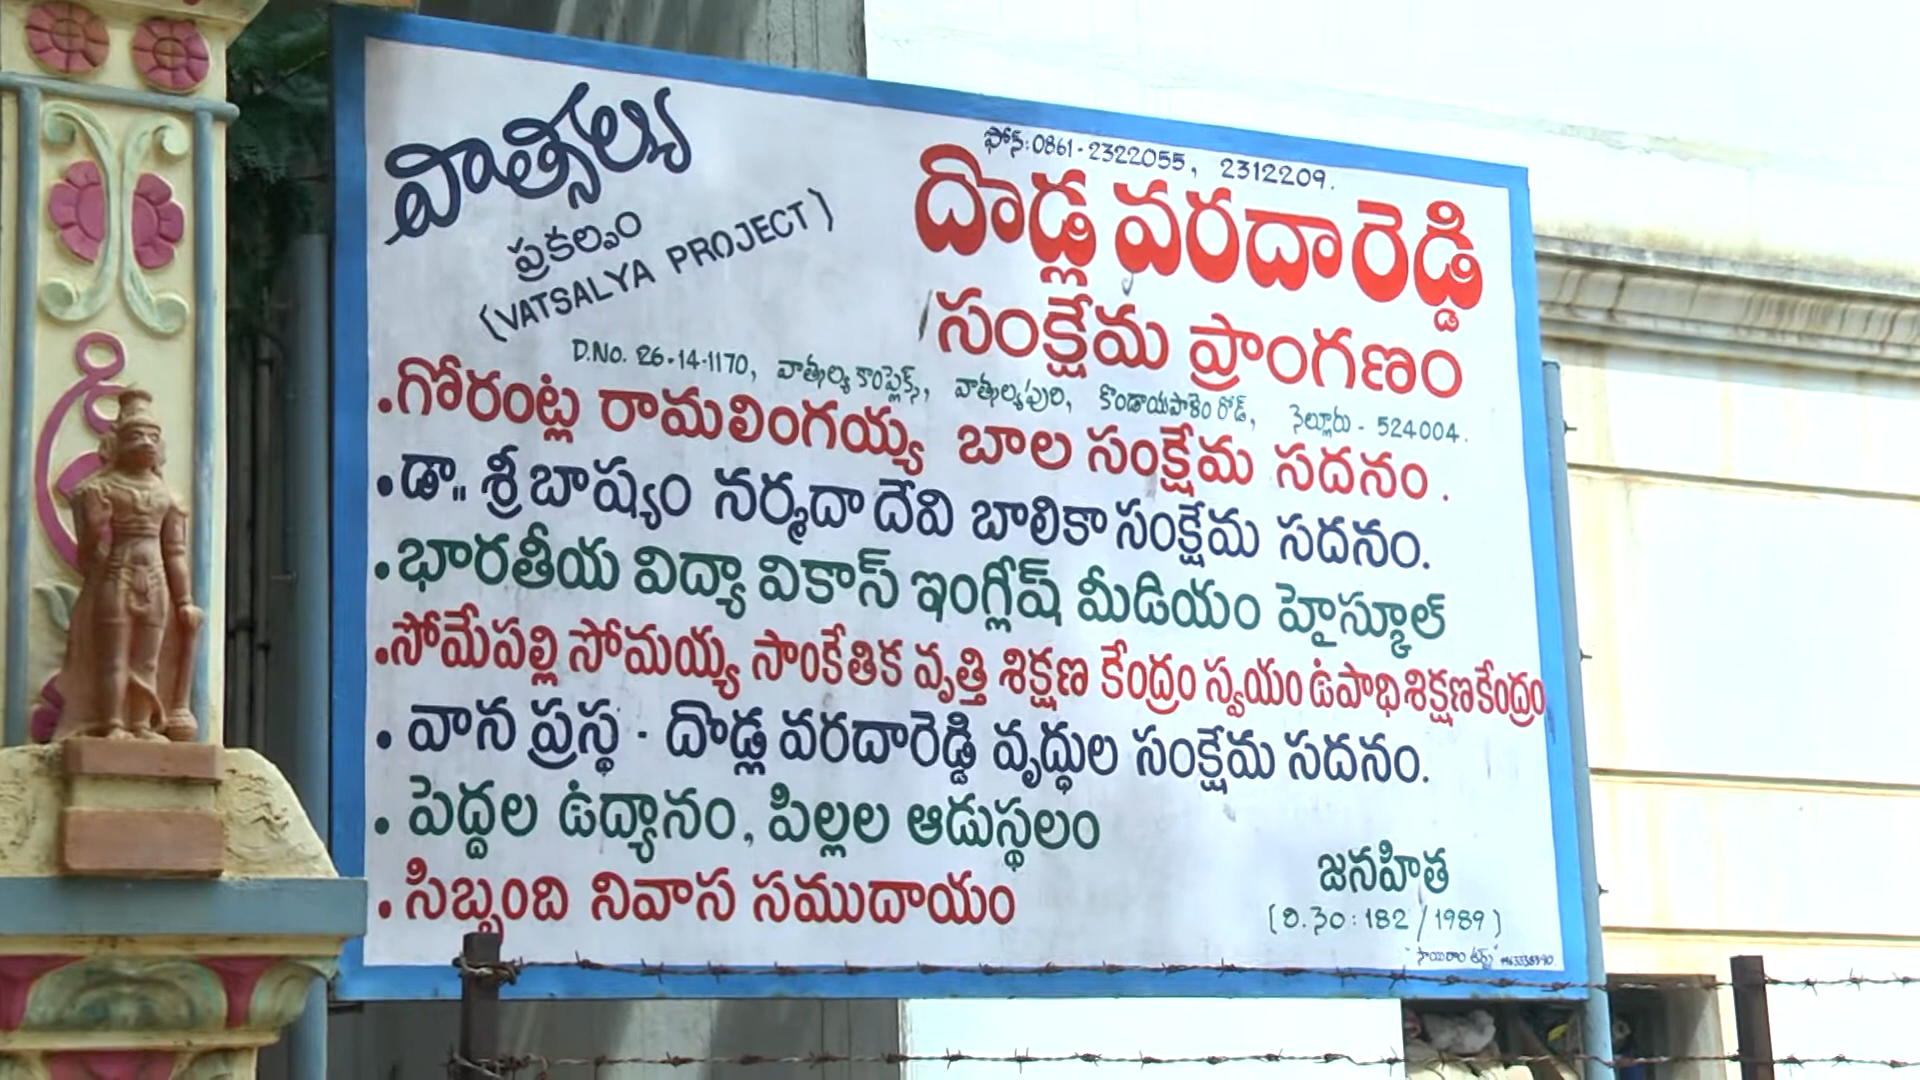 వాత్సల్య
ప్రకల్పం
(VATSALYA PROJECT)
ఫోన్: 0861-2322055, 2312209.
దొడ్ల వరదారెడ్డి
సంక్షేమ ప్రాంగణం
D.No. 26-14-1170, వాత్సల్య కాంప్లెక్స్, వాత్సల్యపురి, కొండాయపాళెం రోడ్, నెల్లూరు - 524004.
• గోరంట్ల రామలింగయ్య బాల సంక్షేమ సదనం.
• డా.. శ్రీ బాష్యం నర్మదా దేవి బాలికా సంక్షేమ సదనం.
• భారతీయ విద్యా వికాస్ ఇంగ్లీష్ మీడియం హైస్కూల్
• సోమేపల్లి సోమయ్య సాంకేతిక వృత్తి శిక్షణ కేంద్రం స్వయం ఉపాధి శిక్షణ కేంద్రం
• వాన ప్రస్థ - దొడ్ల వరదారెడ్డి వృద్ధుల సంక్షేమ సదనం.
• పెద్దల ఉద్యానం, పిల్లల ఆడుస్థలం
• సిబ్బంది నివాస సముదాయం
జనహిత
(రి.నెం: 182/1989)
సాయిరాం ఆర్ట్స్